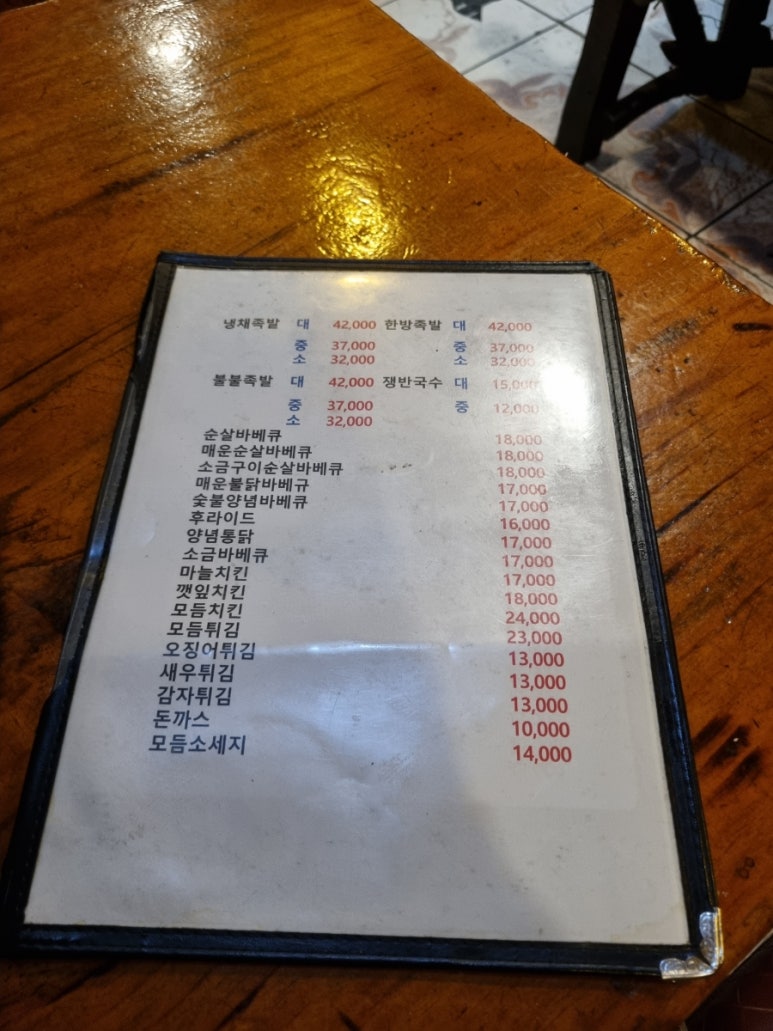 냉채족발 대 42,000 한방족발 대 42,000
중 37,000 중 37,000
소 32,000 소 32,000
불불족발 대 42,000 쟁반국수 대 15,000
중 37,000 중 12,000
소 32,000
순살바베큐 18,000
매운순살바베큐 18,000
소금구이순살바베큐 18,000
매운불닭바베규 17,000
숯불양념바베큐 17,000
후라이드 16,000
양념통닭 17,000
소금바베큐 17,000
마늘치킨 17,000
깻잎치킨 18,000
모듬치킨 24,000
모듬튀김 23,000
오징어튀김 13,000
새우튀김 13,000
감자튀김 13,000
돈까스 10,000
모듬소세지 14,000